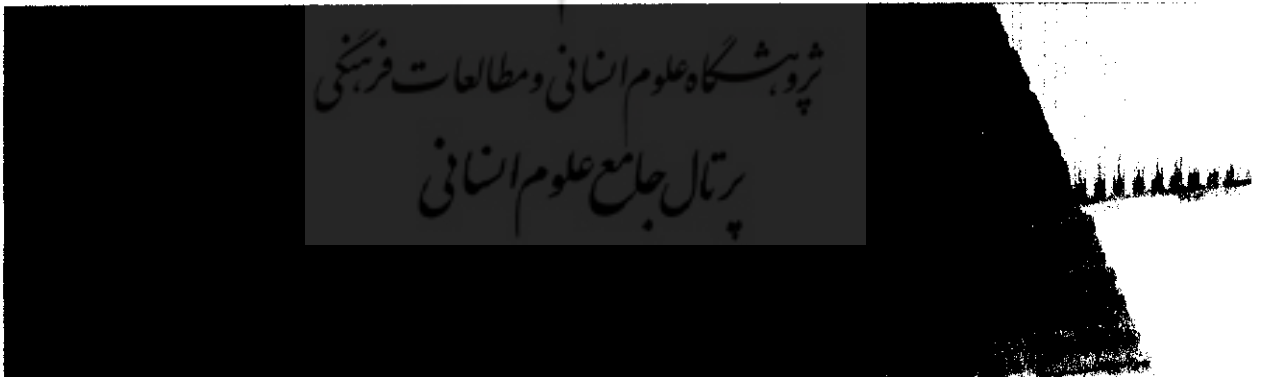 پژوهشگاه علوم انسانی و مطالعات فرهنگی
پرتال جامع علوم انسانی